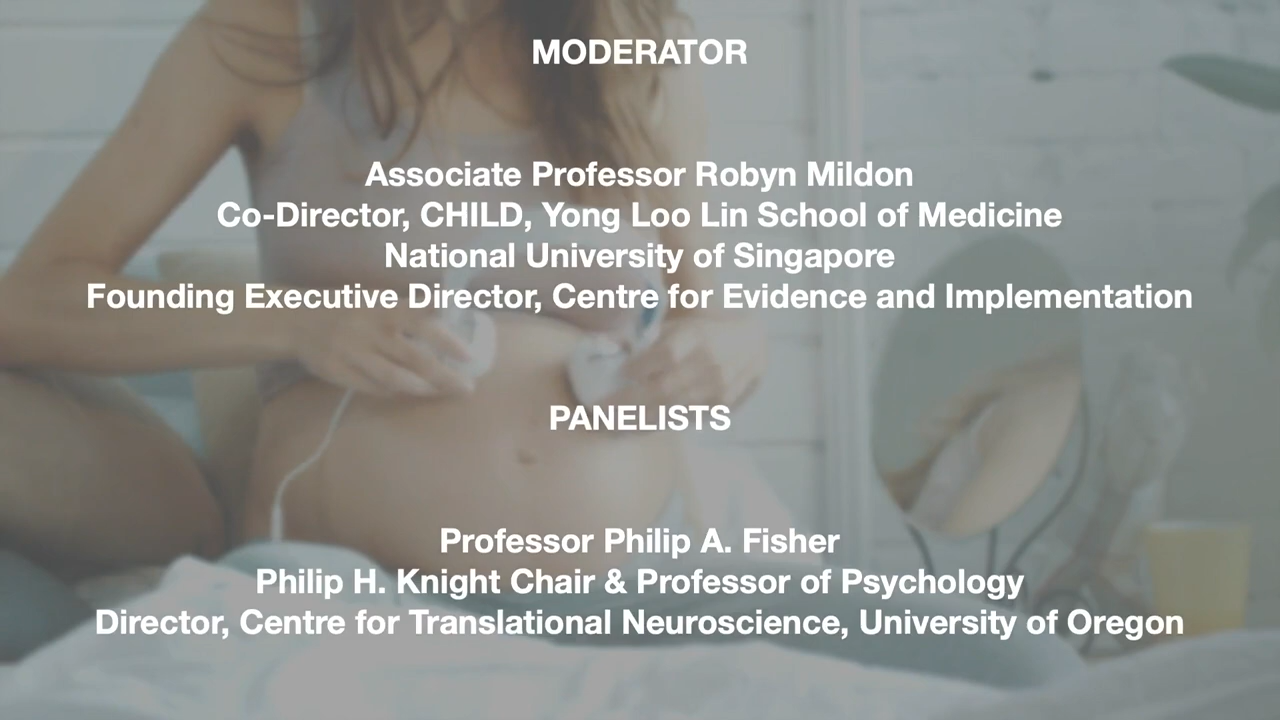 MODERATOR
Associate Professor Robyn Mildon
Co-Director, CHILD, Yong Loo Lin School of Medicine
National University of Singapore
Founding Executive Director, Centre for Evidence and Implementation
PANELISTS
Professor Philip A. Fisher
Philip H. Knight Chair & Professor of Psychology
Director, Centre for Translational Neuroscience, University of Oregon